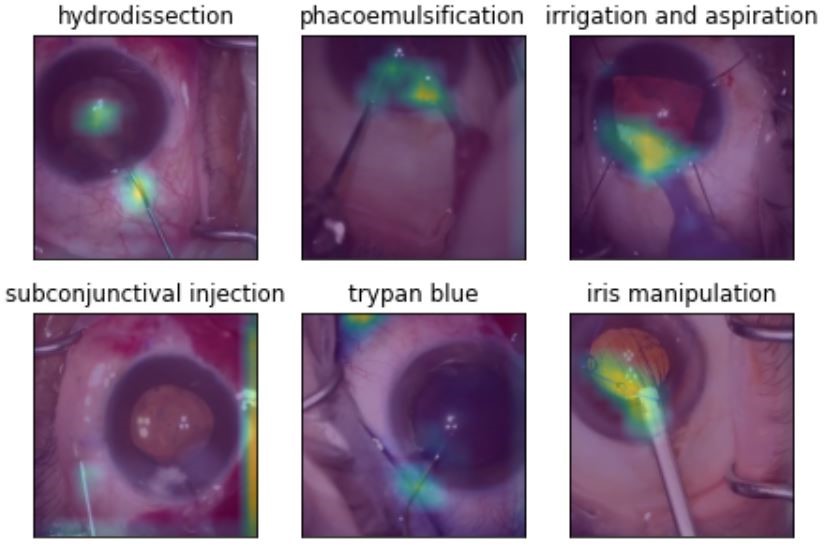 hydrodissection
phacoemulsification
irrigation and aspiration
subconjunctival injection
trypan blue
iris manipulation